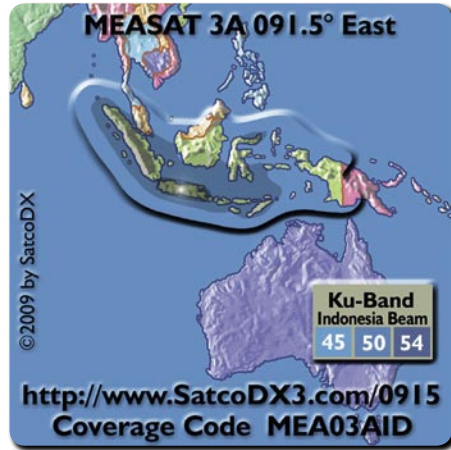 MEASAT 3A 091.5° East
©2009 by SatcoDX
Ku-Band
Indonesia Beam
45 50 54
http://www.SatcoDX3.com/0915
Coverage Code MEA03AID